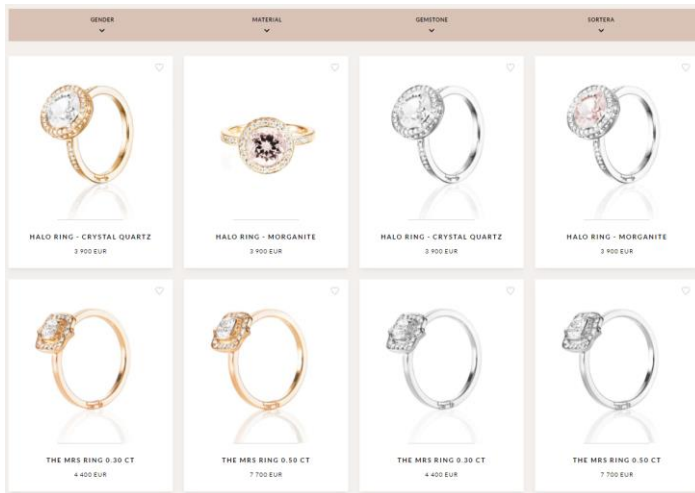 GENDER
MATERIAL
GEMSTONE
SORTERA
HALO RING - CRYSTAL QUARTZ
3 900 EUR
HALO RING - MORGANITE
3 900 EUR
HALO RING - CRYSTAL QUARTZ
3 900 EUR
HALO RING - MORGANITE
3 900 EUR
THE MRS RING 0.30 CT
4 400 EUR
THE MRS RING 0.50 CT
7 700 EUR
THE MRS RING 0.30 CT
4 400 EUR
THE MRS RING 0.50 CT
7 700 EUR